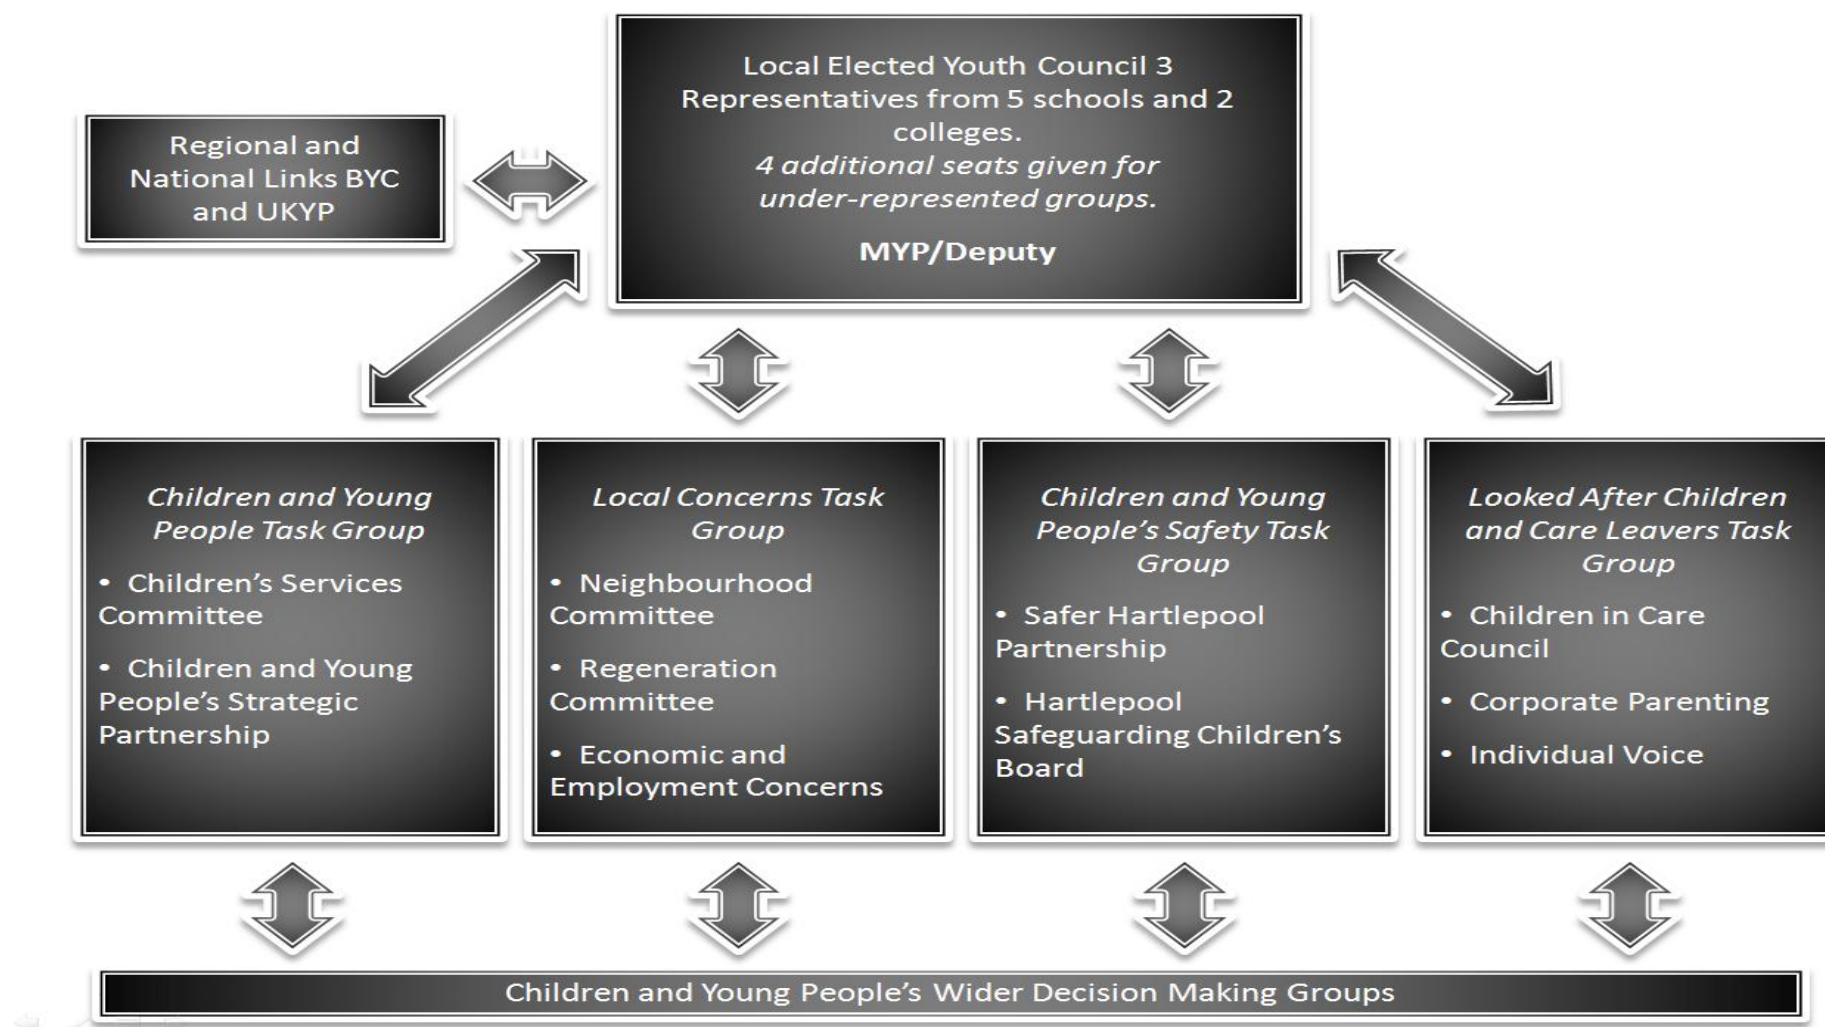 Local Elected Youth Council 3
Representatives from 5 schools and 2
colleges.
4 additional seats given for
under-represented groups.
MYP/Deputy
Regional and
National Links BYC
and UKYP
Children and Young
People Task Group
• Children’s Services
Committee
• Children and Young
People’s Strategic
Partnership
Local Concerns Task
Group
• Neighbourhood
Committee
• Regeneration
Committee
• Economic and
Employment Concerns
Children and Young
People’s Safety Task
Group
• Safer Hartlepool
Partnership
• Hartlepool
Safeguarding Children’s
Board
Looked After Children
and Care Leavers Task
Group
• Children in Care
Council
• Corporate Parenting
• Individual Voice
Children and Young People’s Wider Decision Making Groups